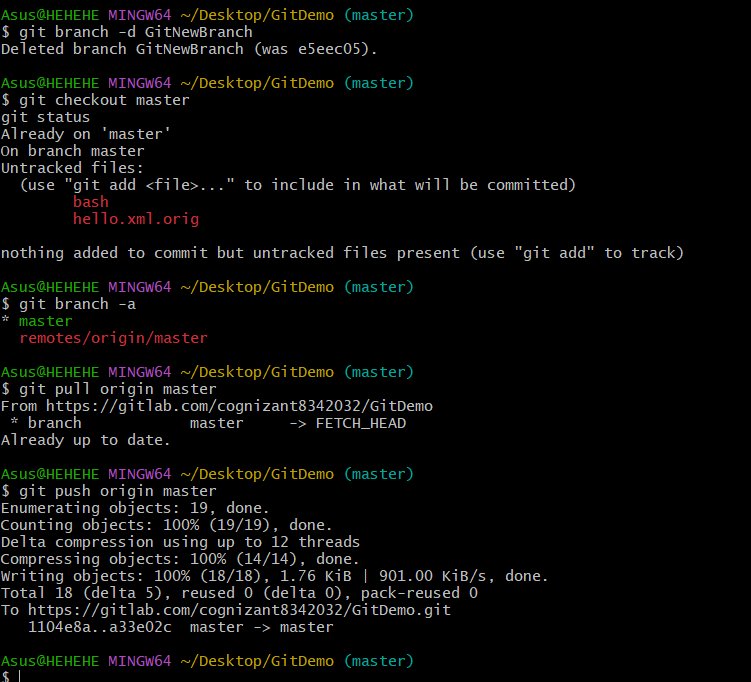 Asus@HEHEHE MINGW64 ~/Desktop/GitDemo (master)
$ git branch -d GitNewBranch
Deleted branch GitNewBranch (was e5eec05).

Asus@HEHEHE MINGW64 ~/Desktop/GitDemo (master)
$ git checkout master
git status
Already on 'master'
On branch master
Untracked files:
  (use "git add <file>..." to include in what will be committed)
        bash
        hello.xml.orig

nothing added to commit but untracked files present (use "git add" to track)

Asus@HEHEHE MINGW64 ~/Desktop/GitDemo (master)
$ git branch -a
* master
  remotes/origin/master

Asus@HEHEHE MINGW64 ~/Desktop/GitDemo (master)
$ git pull origin master
From https://gitlab.com/cognizant8342032/GitDemo
 * branch            master     -> FETCH_HEAD
Already up to date.

Asus@HEHEHE MINGW64 ~/Desktop/GitDemo (master)
$ git push origin master
Enumerating objects: 19, done.
Counting objects: 100% (19/19), done.
Delta compression using up to 12 threads
Compressing objects: 100% (14/14), done.
Writing objects: 100% (18/18), 1.76 KiB | 901.00 KiB/s, done.
Total 18 (delta 5), reused 0 (delta 0), pack-reused 0
To https://gitlab.com/cognizant8342032/GitDemo.git
   1104e8a..a33e02c  master -> master

Asus@HEHEHE MINGW64 ~/Desktop/GitDemo (master)
$